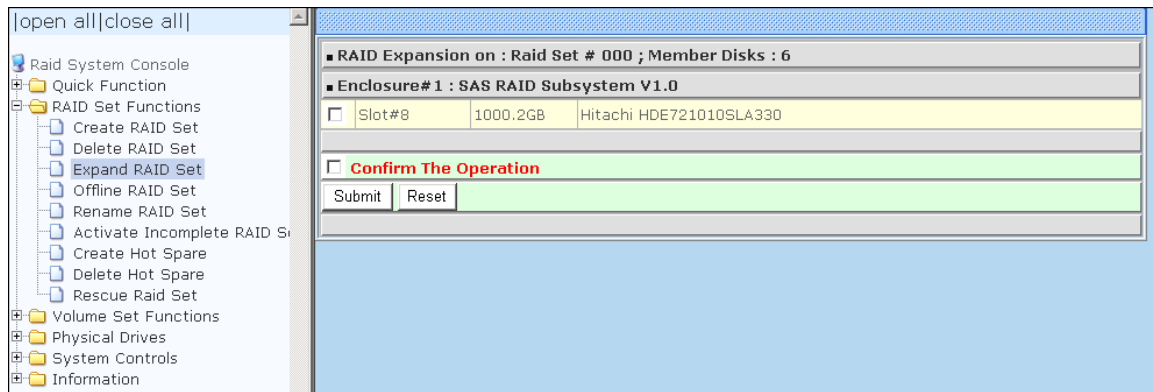 |open all|close all|
Raid System Console
Quick Function
RAID Set Functions
Create RAID Set
Delete RAID Set
Expand RAID Set
Offline RAID Set
Rename RAID Set
Activate Incomplete RAID S
Create Hot Spare
Delete Hot Spare
Rescue Raid Set
Volume Set Functions
Physical Drives
System Controls
Information
RAID Expansion on : Raid Set # 000 ; Member Disks : 6
Enclosure#1 : SAS RAID Subsystem V1.0
Slot#8 1000.2GB Hitachi HDE721010SLA330
Confirm The Operation
Submit Reset